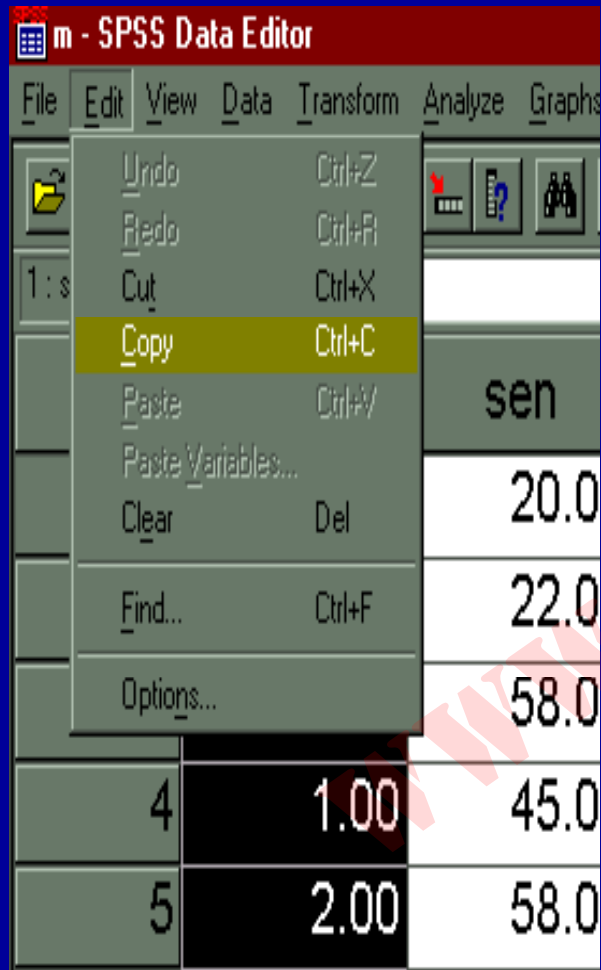 SPSS
m - SPSS Data Editor
File Edit View Data Transform Analyze Graphs
Undo Ctrl+Z
Redo Ctrl+R
1 : s
Cut Ctrl+X
Copy Ctrl+C
Paste Ctrl+V
sen
Paste Variables...
Clear Del
20.0
Find... Ctrl+F
22.0
Options...
58.0
4 1.00 45.0
5 2.00 58.0
www